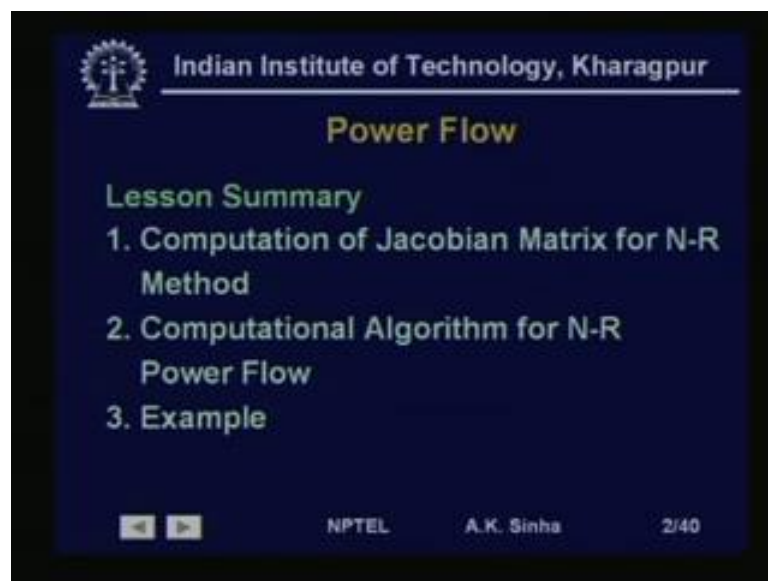 Indian Institute of Technology, Kharagpur
Power Flow
Lesson Summary
1. Computation of Jacobian Matrix for N-R
Method
2. Computational Algorithm for N-R
Power Flow
3. Example
NPTEL A.K. Sinha 2/40